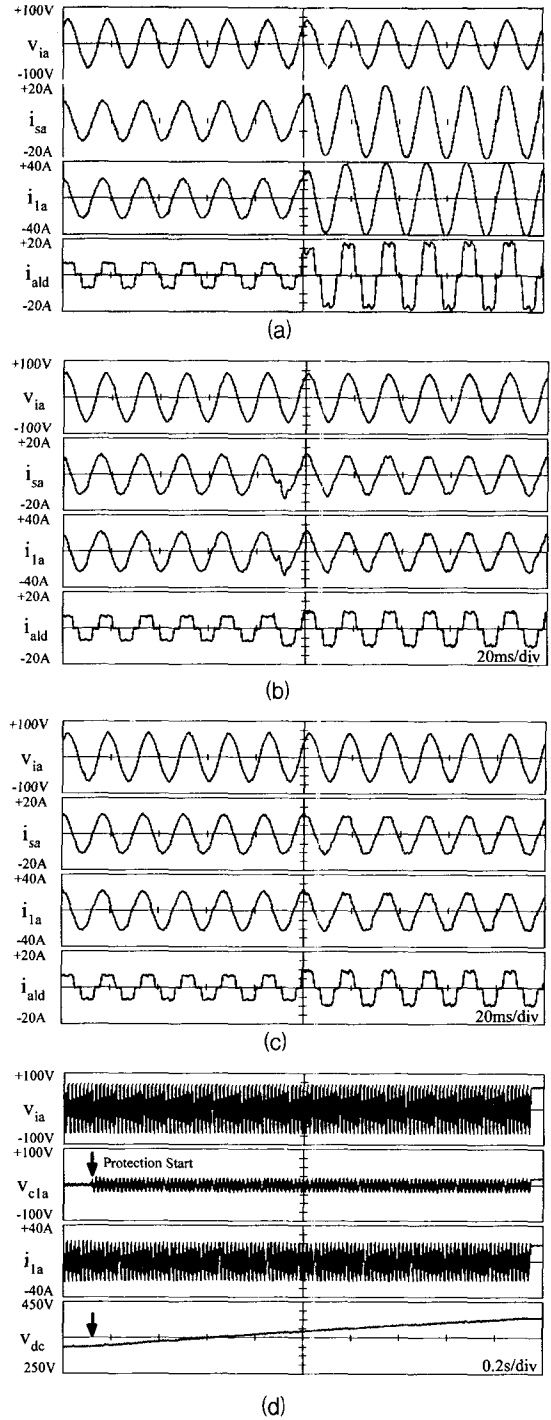 +100V
v_ia
-100V
+20A
i_sa
-20A
+40A
i_1a
-40A
+20A
i_ald
-20A
(a)
+100V
v_ia
-100V
+20A
i_sa
-20A
+40A
i_1a
-40A
+20A
i_ald
-20A
20ms/div
(b)
+100V
v_ia
-100V
+20A
i_sa
-20A
+40A
i_1a
-40A
+20A
i_ald
-20A
20ms/div
(c)
+100V
v_ia
-100V
+100V
Protection Start
v_c1a
-100V
+40A
i_1a
-40A
450V
v_dc
250V
0.2s/div
(d)